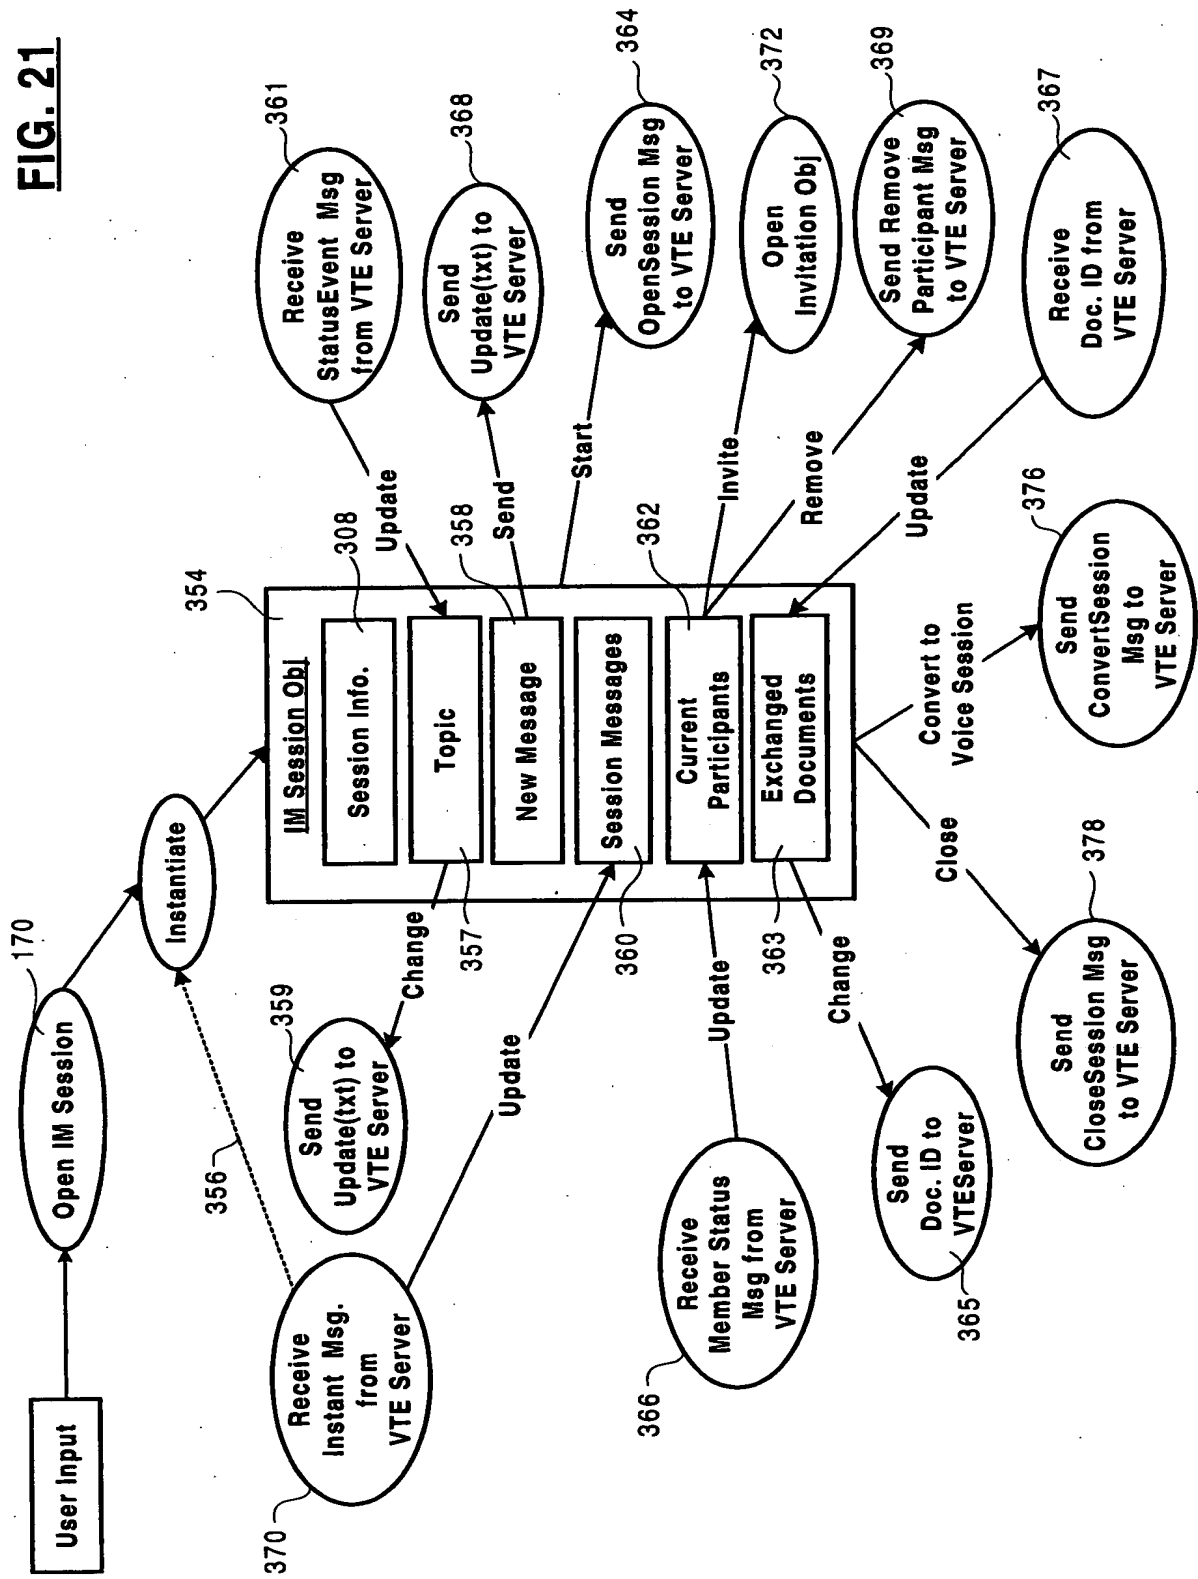 FIG. 21
User Input
170
Open IM Session
356
Instantiate
370
Receive
Instant Msg.
from
VTE Server
359
Send
Update(txt) to
VTE Server
Change
Update
354
IM Session Obj
308
Session Info.
357
Topic
358
New Message
360
Session Messages
362
Current
Participants
363
Exchanged
Documents
361
Receive
StatusEvent Msg
from VTE Server
Update
368
Send
Update(txt) to
VTE Server
Send
364
Send
OpenSession Msg
to VTE Server
Start
372
Open
Invitation Obj
Invite
369
Send Remove
Participant Msg
to VTE Server
Remove
367
Receive
Doc. ID from
VTE Server
Update
366
Receive
Member Status
Msg from
VTE Server
Update
365
Send
Doc. ID to
VTEServer
Change
378
Send
CloseSession Msg
to VTE Server
Close
376
Send
ConvertSession
Msg to
VTE Server
Convert to
Voice Session